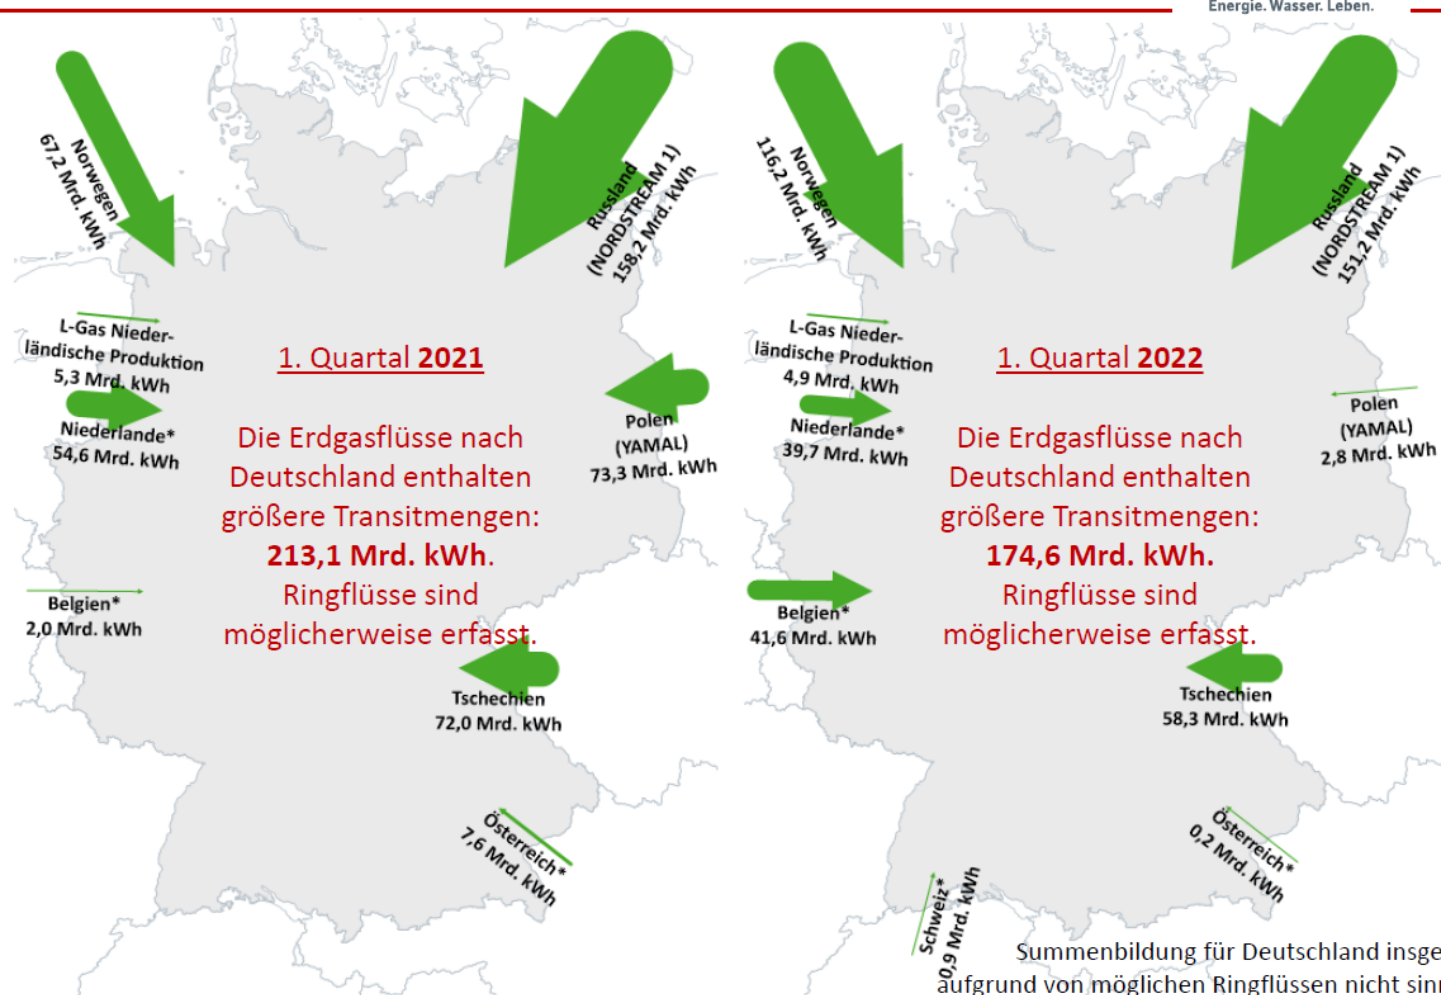 Energie. Wasser. Leben.
Norwegen
67,2 Mrd. kWh
Russland
(NORDSTREAM 1)
158,2 Mrd. kWh
L-Gas Nieder-
ländische Produktion
5,3 Mrd. kWh
Niederlande*
54,6 Mrd. kWh
Polen
(YAMAL)
73,3 Mrd. kWh
1. Quartal 2021
Die Erdgasflüsse nach
Deutschland enthalten
größere Transitmengen:
213,1 Mrd. kWh.
Ringflüsse sind
möglicherweise erfasst.
Belgien*
2,0 Mrd. kWh
Tschechien
72,0 Mrd. kWh
Österreich*
7,6 Mrd. kWh
Norwegen
116,2 Mrd. kWh
Russland
(NORDSTREAM 1)
151,2 Mrd. kWh
L-Gas Nieder-
ländische Produktion
4,9 Mrd. kWh
Niederlande*
39,7 Mrd. kWh
Polen
(YAMAL)
2,8 Mrd. kWh
1. Quartal 2022
Die Erdgasflüsse nach
Deutschland enthalten
größere Transitmengen:
174,6 Mrd. kWh.
Ringflüsse sind
möglicherweise erfasst.
Belgien*
41,6 Mrd. kWh
Tschechien
58,3 Mrd. kWh
Österreich*
0,2 Mrd. kWh
Schweiz*
0,9 Mrd. kWh
Summenbildung für Deutschland insge
aufgrund von möglichen Ringflüssen nicht sin